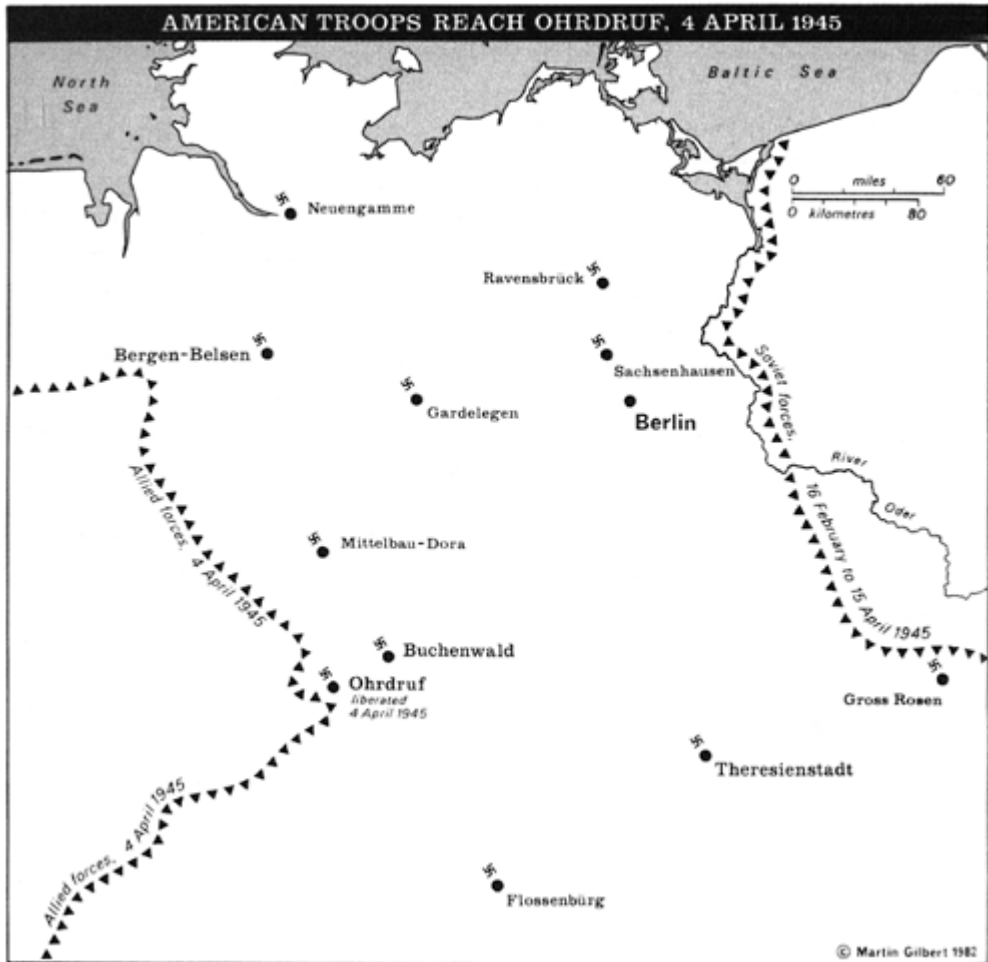 AMERICAN TROOPS REACH OHRDRUF, 4 APRIL 1945
North
Sea
Baltic Sea
0 miles 60
0 kilometres 80
Neuengamme
Ravensbrück
Bergen-Belsen
Sachsenhausen
Gardelegen
Berlin
Soviet forces,
16 February to 15 April 1945
River
Oder
Allied forces, 4 April 1945
Mittelbau-Dora
Buchenwald
Ohrdruf
liberated
4 April 1945
Gross Rosen
Theresienstadt
Allied forces, 4 April 1945
Flossenbürg
© Martin Gilbert 1982